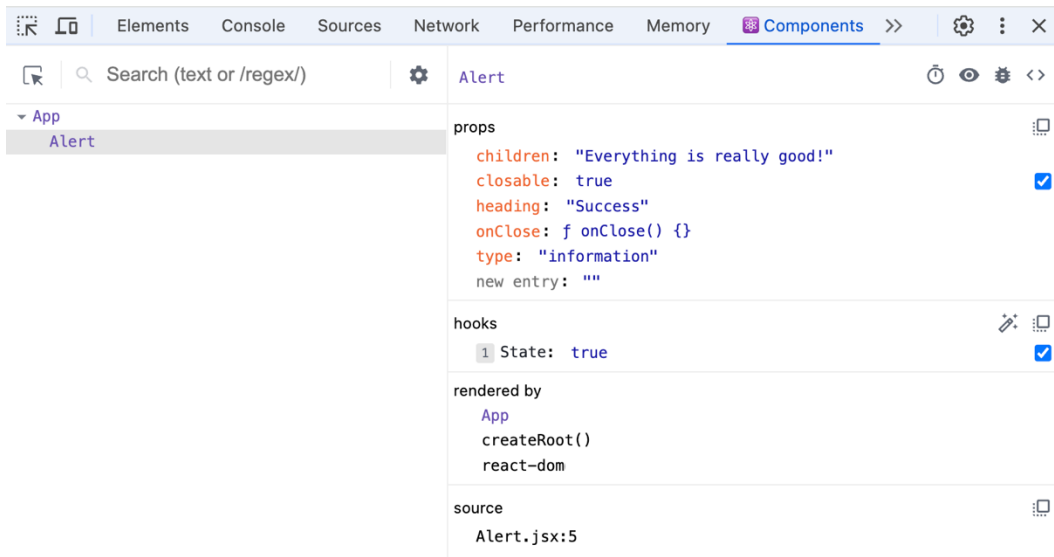 Elements Console Sources Network Performance Memory Components
Search (text or /regex/)
Alert
App
Alert
props
children: "Everything is really good!"
closable: true
heading: "Success"
onClose: ƒ onClose() {}
type: "information"
new entry: ""
hooks
1 State: true
rendered by
App
createRoot()
react-dom
source
Alert.jsx:5